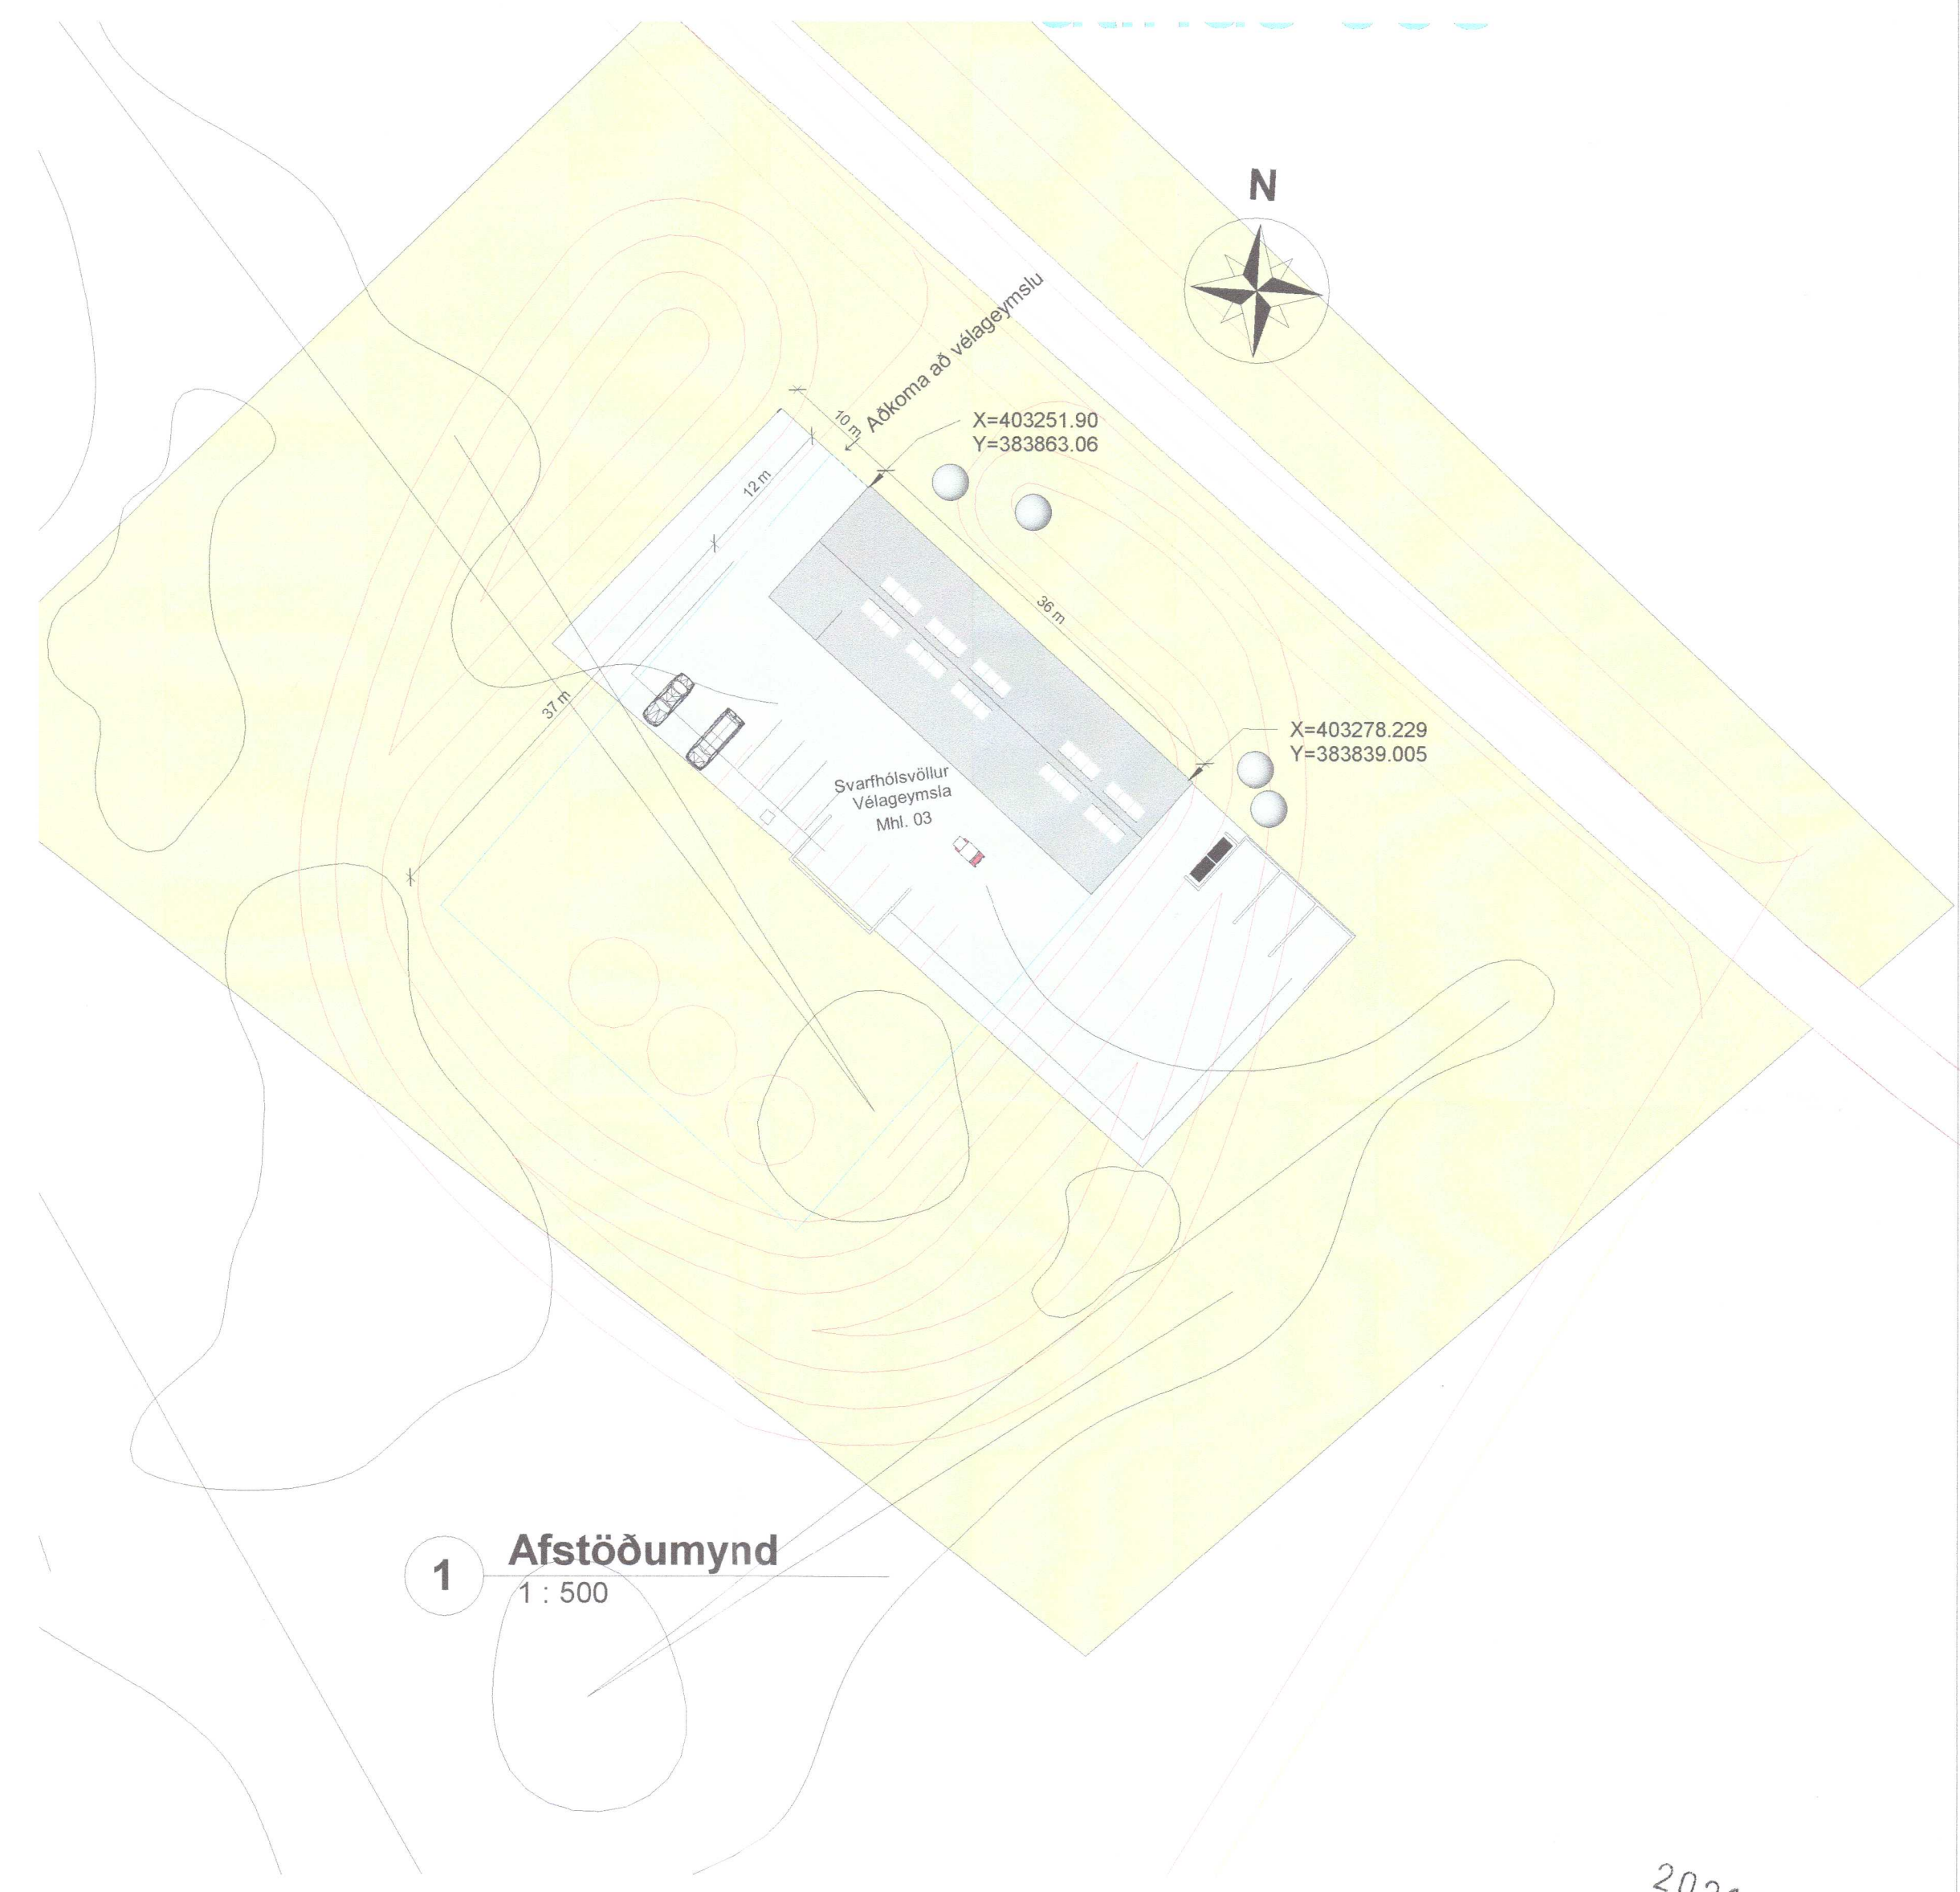 N
Aðkoma að vélageymslu
10 m
X=403251.90
Y=383863.06
12 m
36 m
37 m
X=403278.229
Y=383839.005
Svarfhólsvöllur
Vélageymsla
Mhl. 03
1
Afstöðumynd
1 : 500